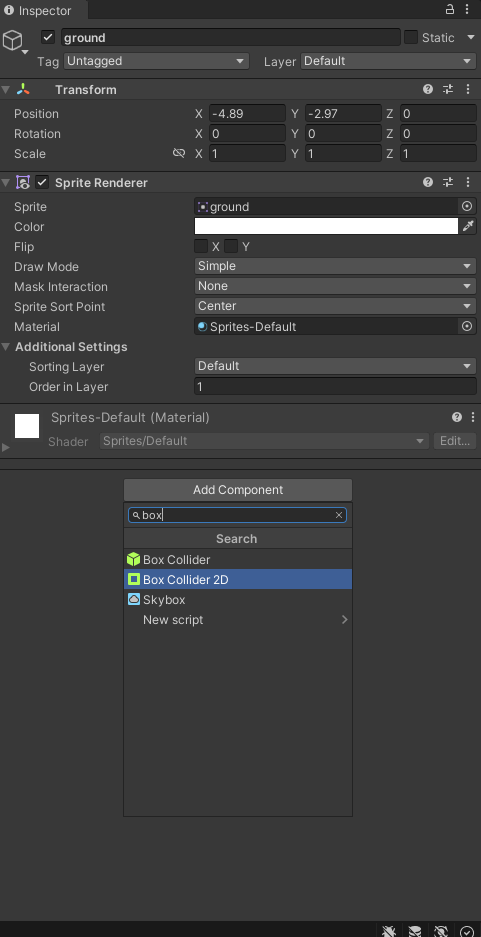 Inspector
ground Static
Tag Untagged Layer Default
Transform
Position X -4.89 Y -2.97 Z 0
Rotation X 0 Y 0 Z 0
Scale X 1 Y 1 Z 1
Sprite Renderer
Sprite ground
Color
Flip X Y
Draw Mode Simple
Mask Interaction None
Sprite Sort Point Center
Material Sprites-Default
Additional Settings
Sorting Layer Default
Order in Layer 1
Sprites-Default (Material)
Shader Sprites/Default Edit...
Add Component
box
Search
Box Collider
Box Collider 2D
Skybox
New script